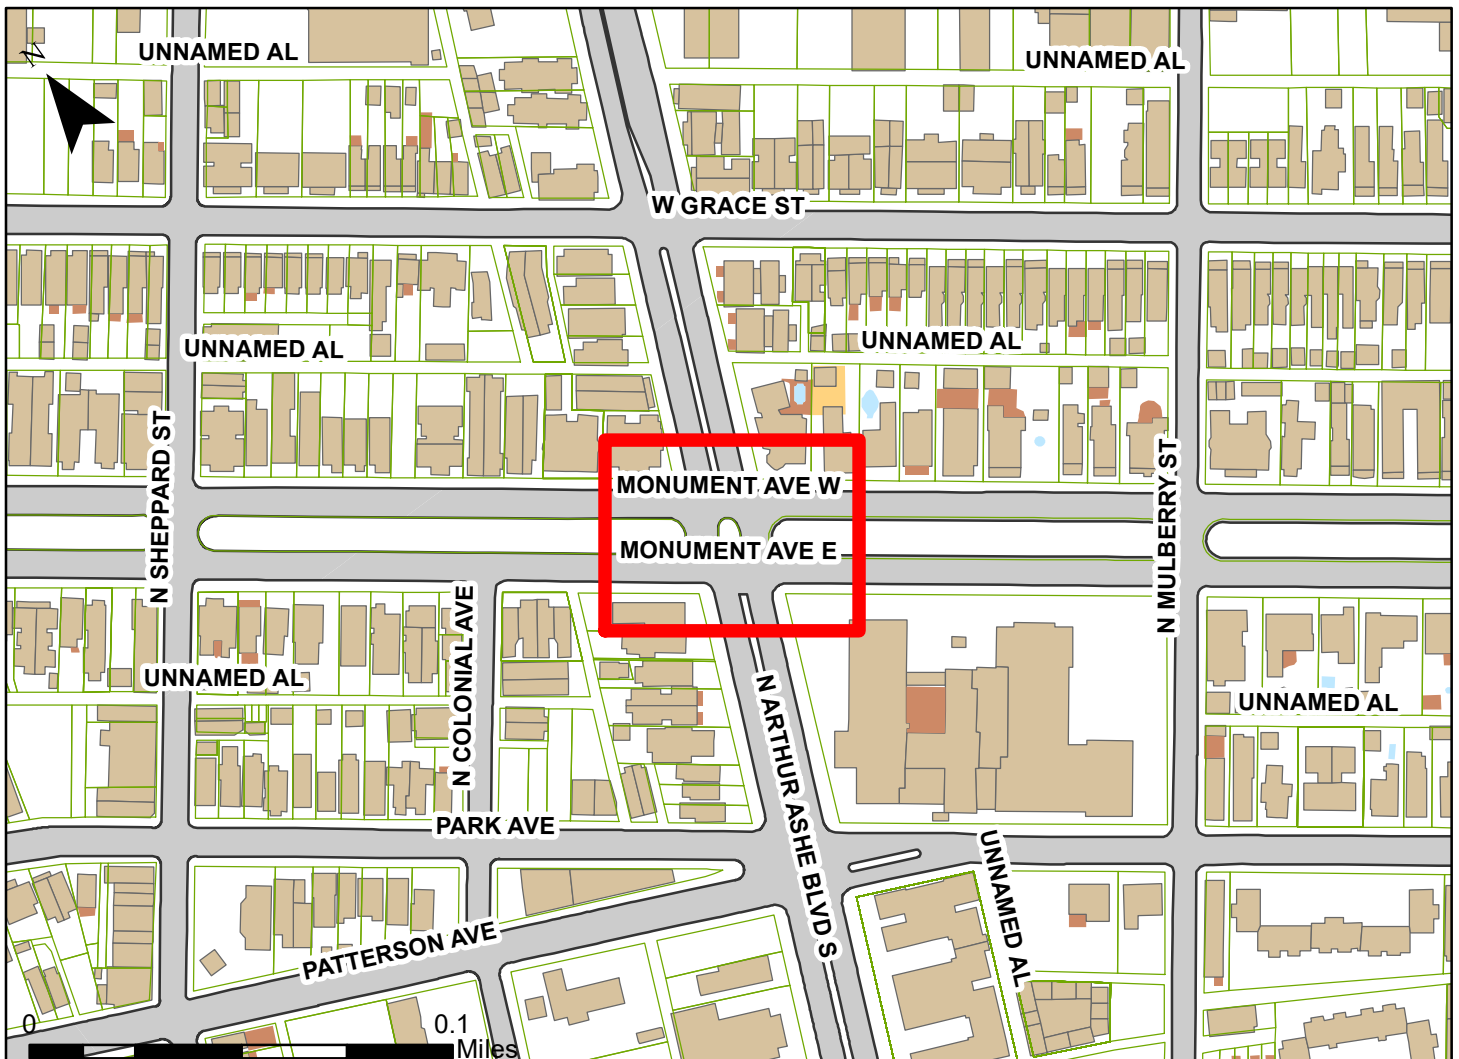 UNNAMED AL
UNNAMED AL
N
W GRACE ST
UNNAMED AL
UNNAMED AL
N SHEPPARD ST
MONUMENT AVE W
N MULBERRY ST
MONUMENT AVE E
N COLONIAL AVE
UNNAMED AL
UNNAMED AL
N ARTHUR ASHE BLVD S
PARK AVE
UNNAMED AL
PATTERSON AVE
0 0.1
Miles